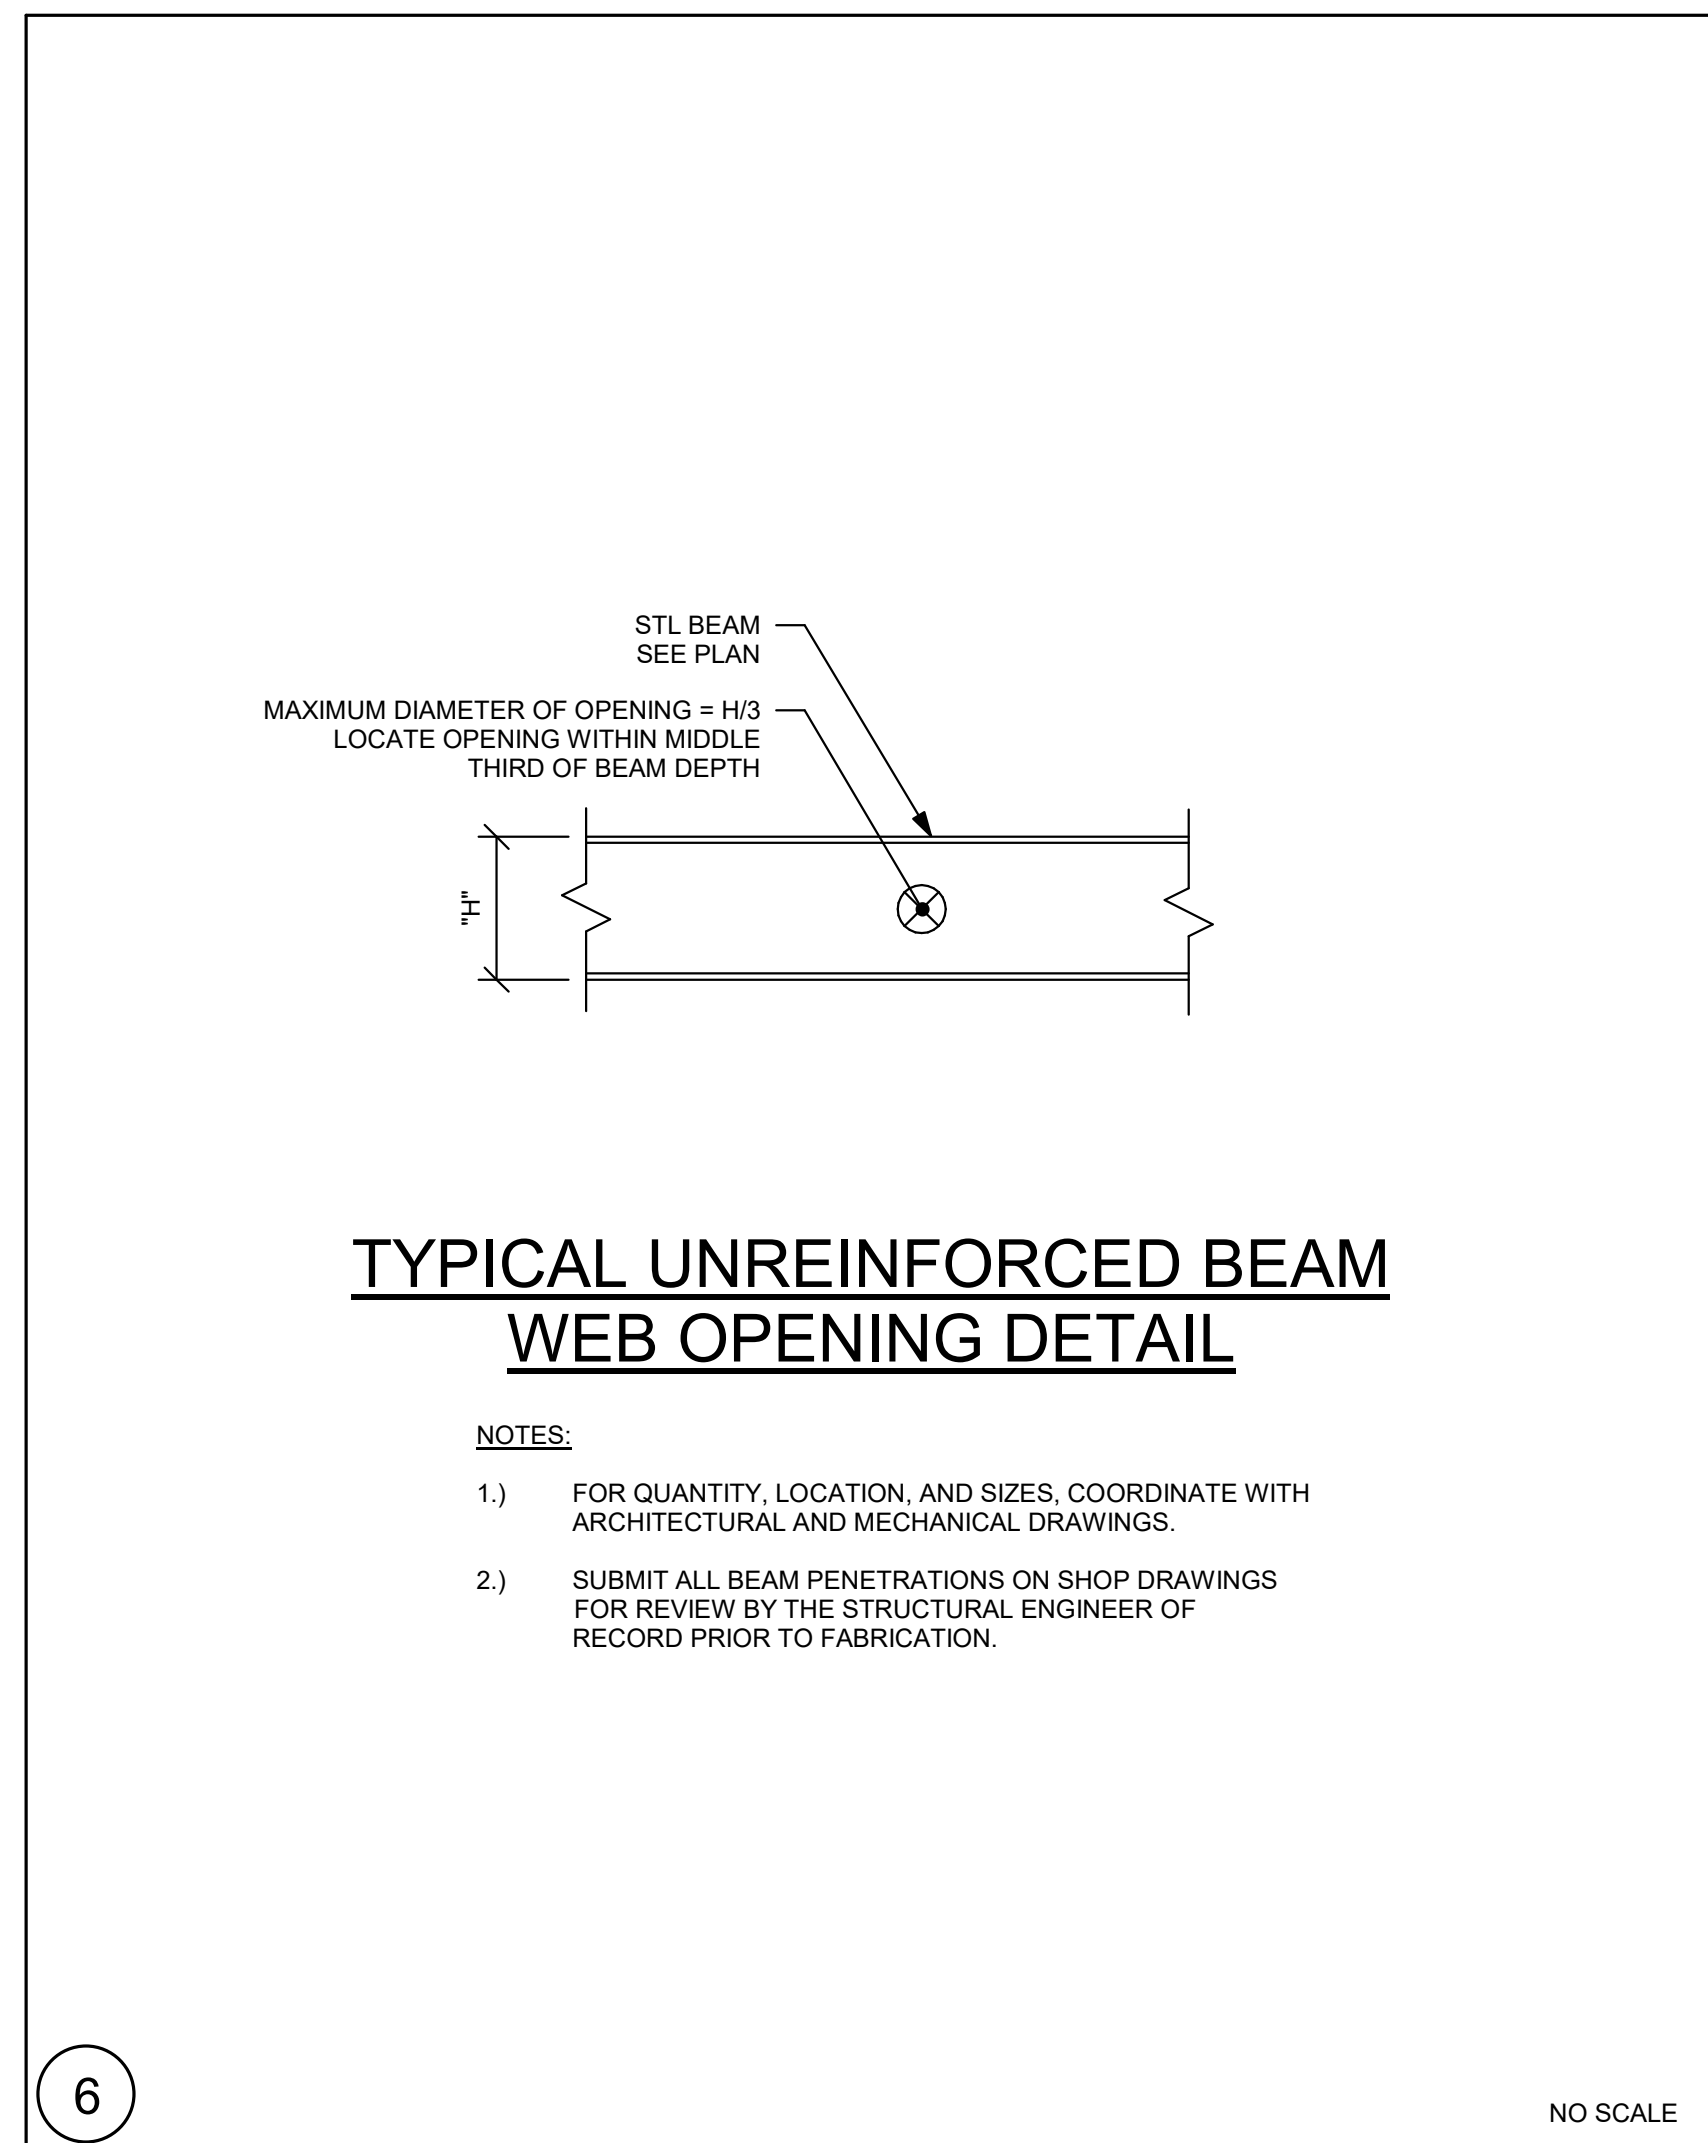 STL BEAM
SEE PLAN
MAXIMUM DIAMETER OF OPENING = H/3
LOCATE OPENING WITHIN MIDDLE
THIRD OF BEAM DEPTH
"H"
TYPICAL UNREINFORCED BEAM
WEB OPENING DETAIL
NOTES:
1.) FOR QUANTITY, LOCATION, AND SIZES, COORDINATE WITH
ARCHITECTURAL AND MECHANICAL DRAWINGS.
2.) SUBMIT ALL BEAM PENETRATIONS ON SHOP DRAWINGS
FOR REVIEW BY THE STRUCTURAL ENGINEER OF
RECORD PRIOR TO FABRICATION.
6
NO SCALE